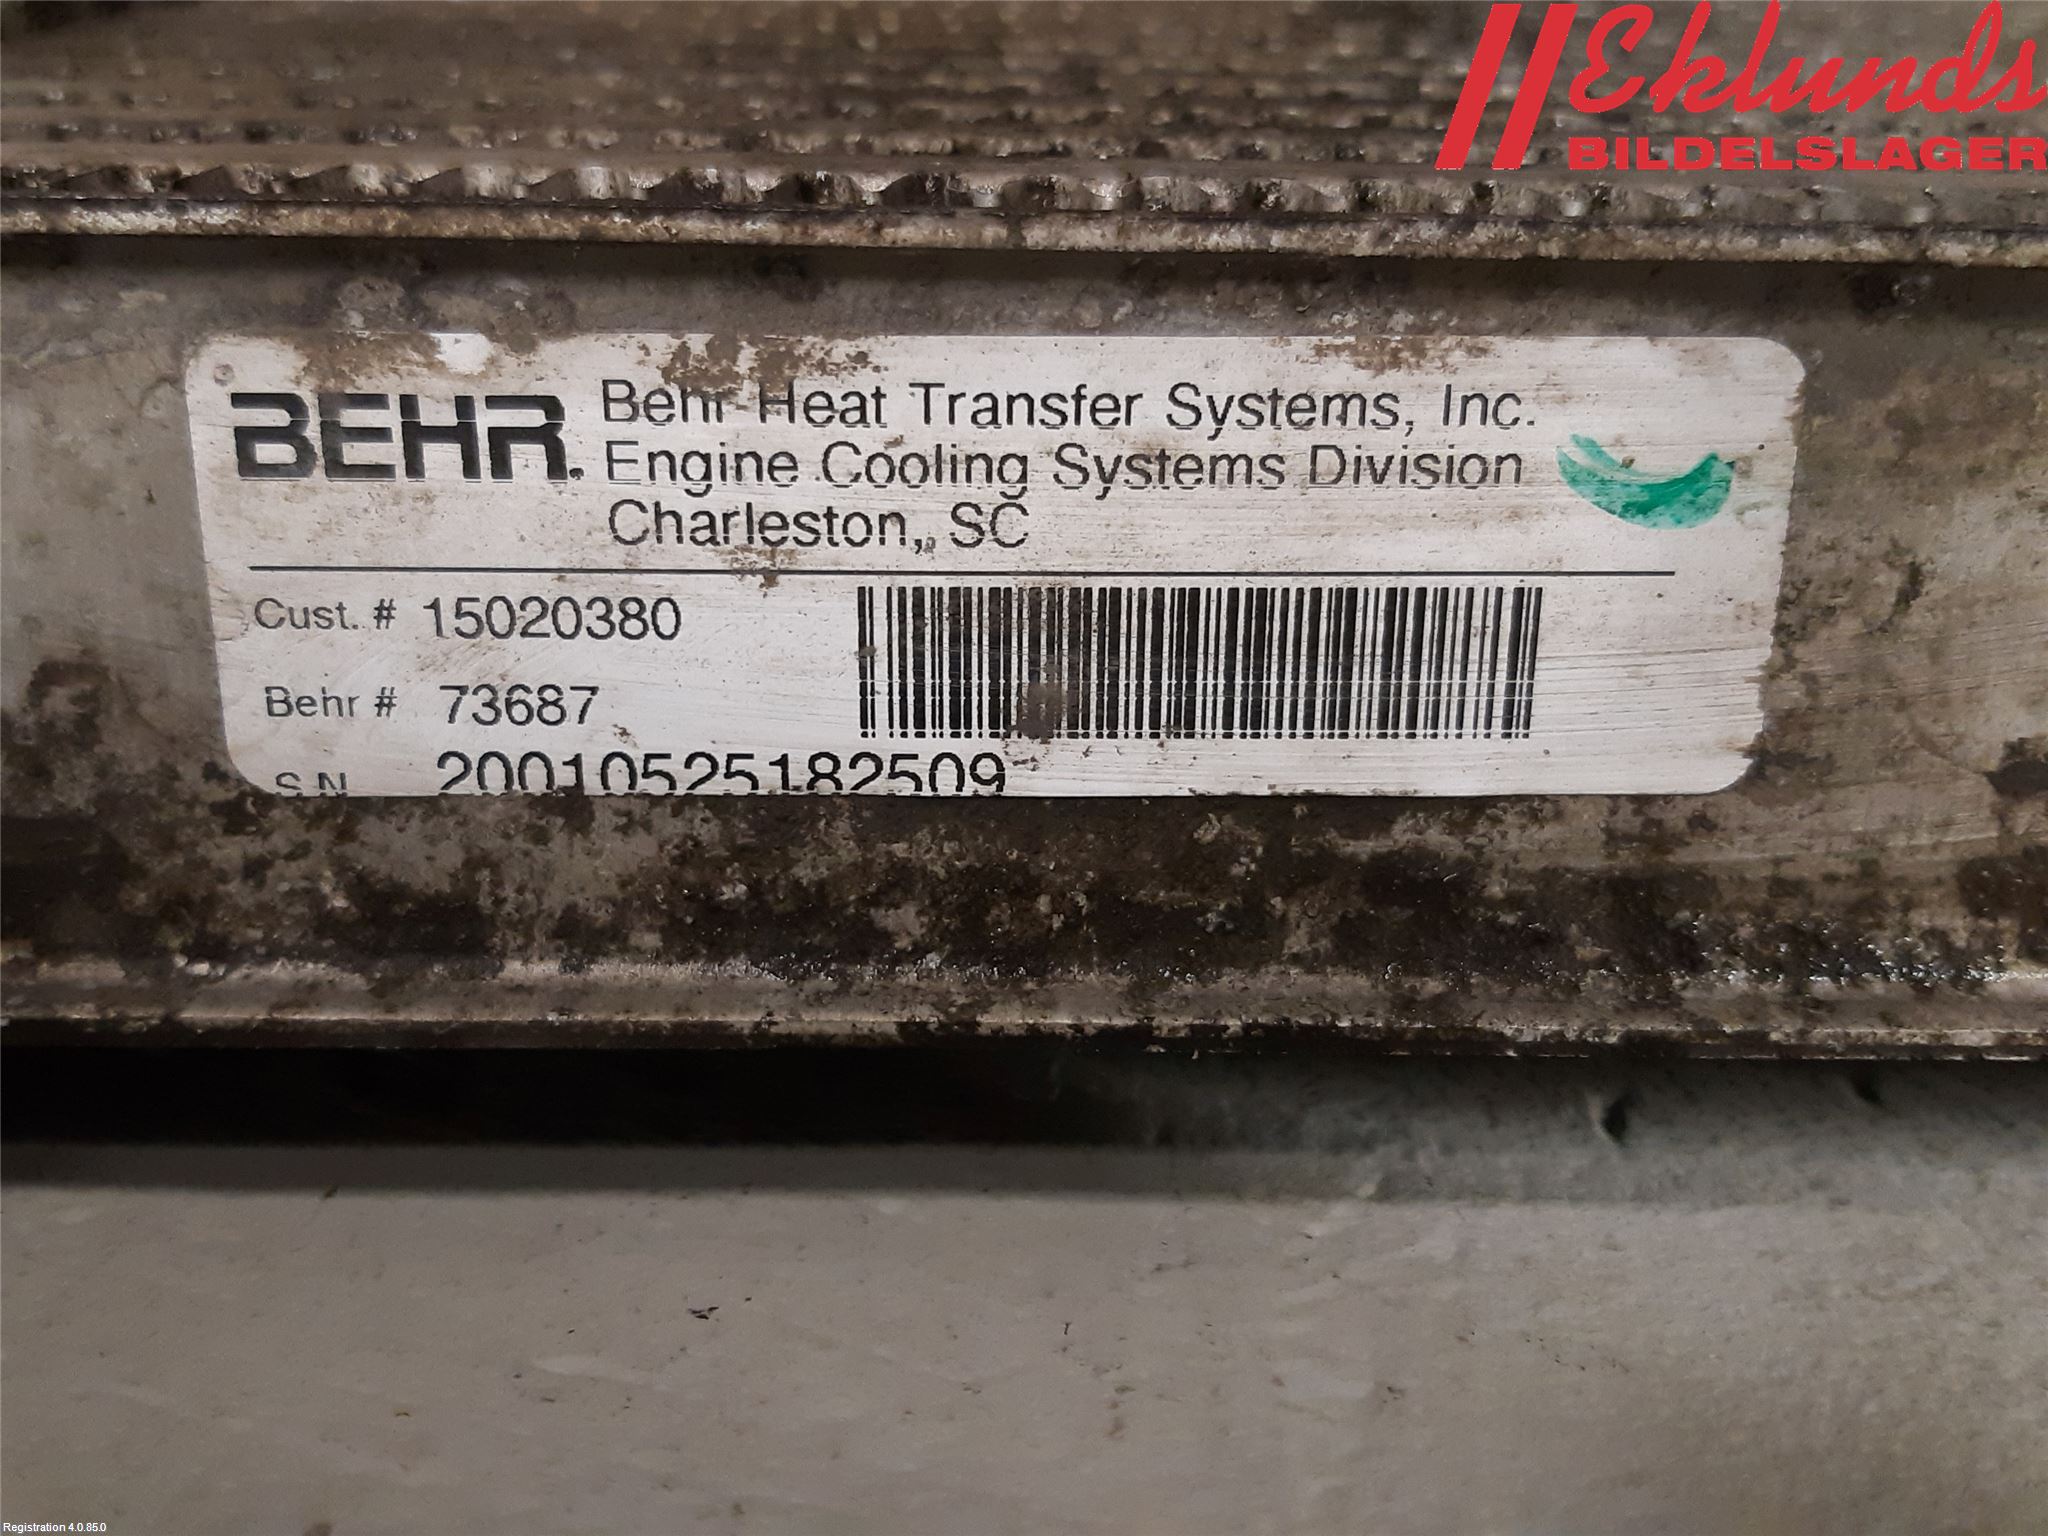 Eklunds
BILDELSLAGER
BEHR.
Behr Heat Transfer Systems, Inc.
Engine Cooling Systems Division
Charleston, SC
Cust. # 15020380
Behr # 73687
S.N. 20010525182509
Registration 4.0.85.0